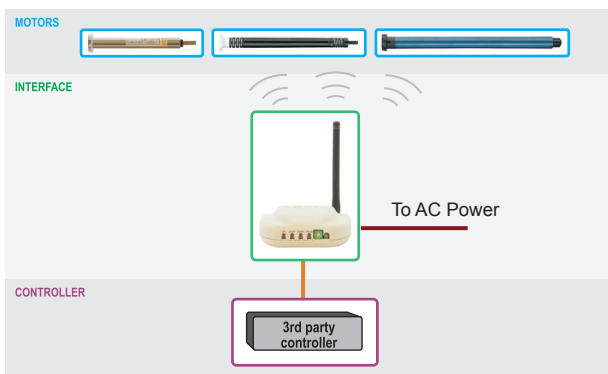 MOTORS
INTERFACE
To AC Power
CONTROLLER
3rd party
controller